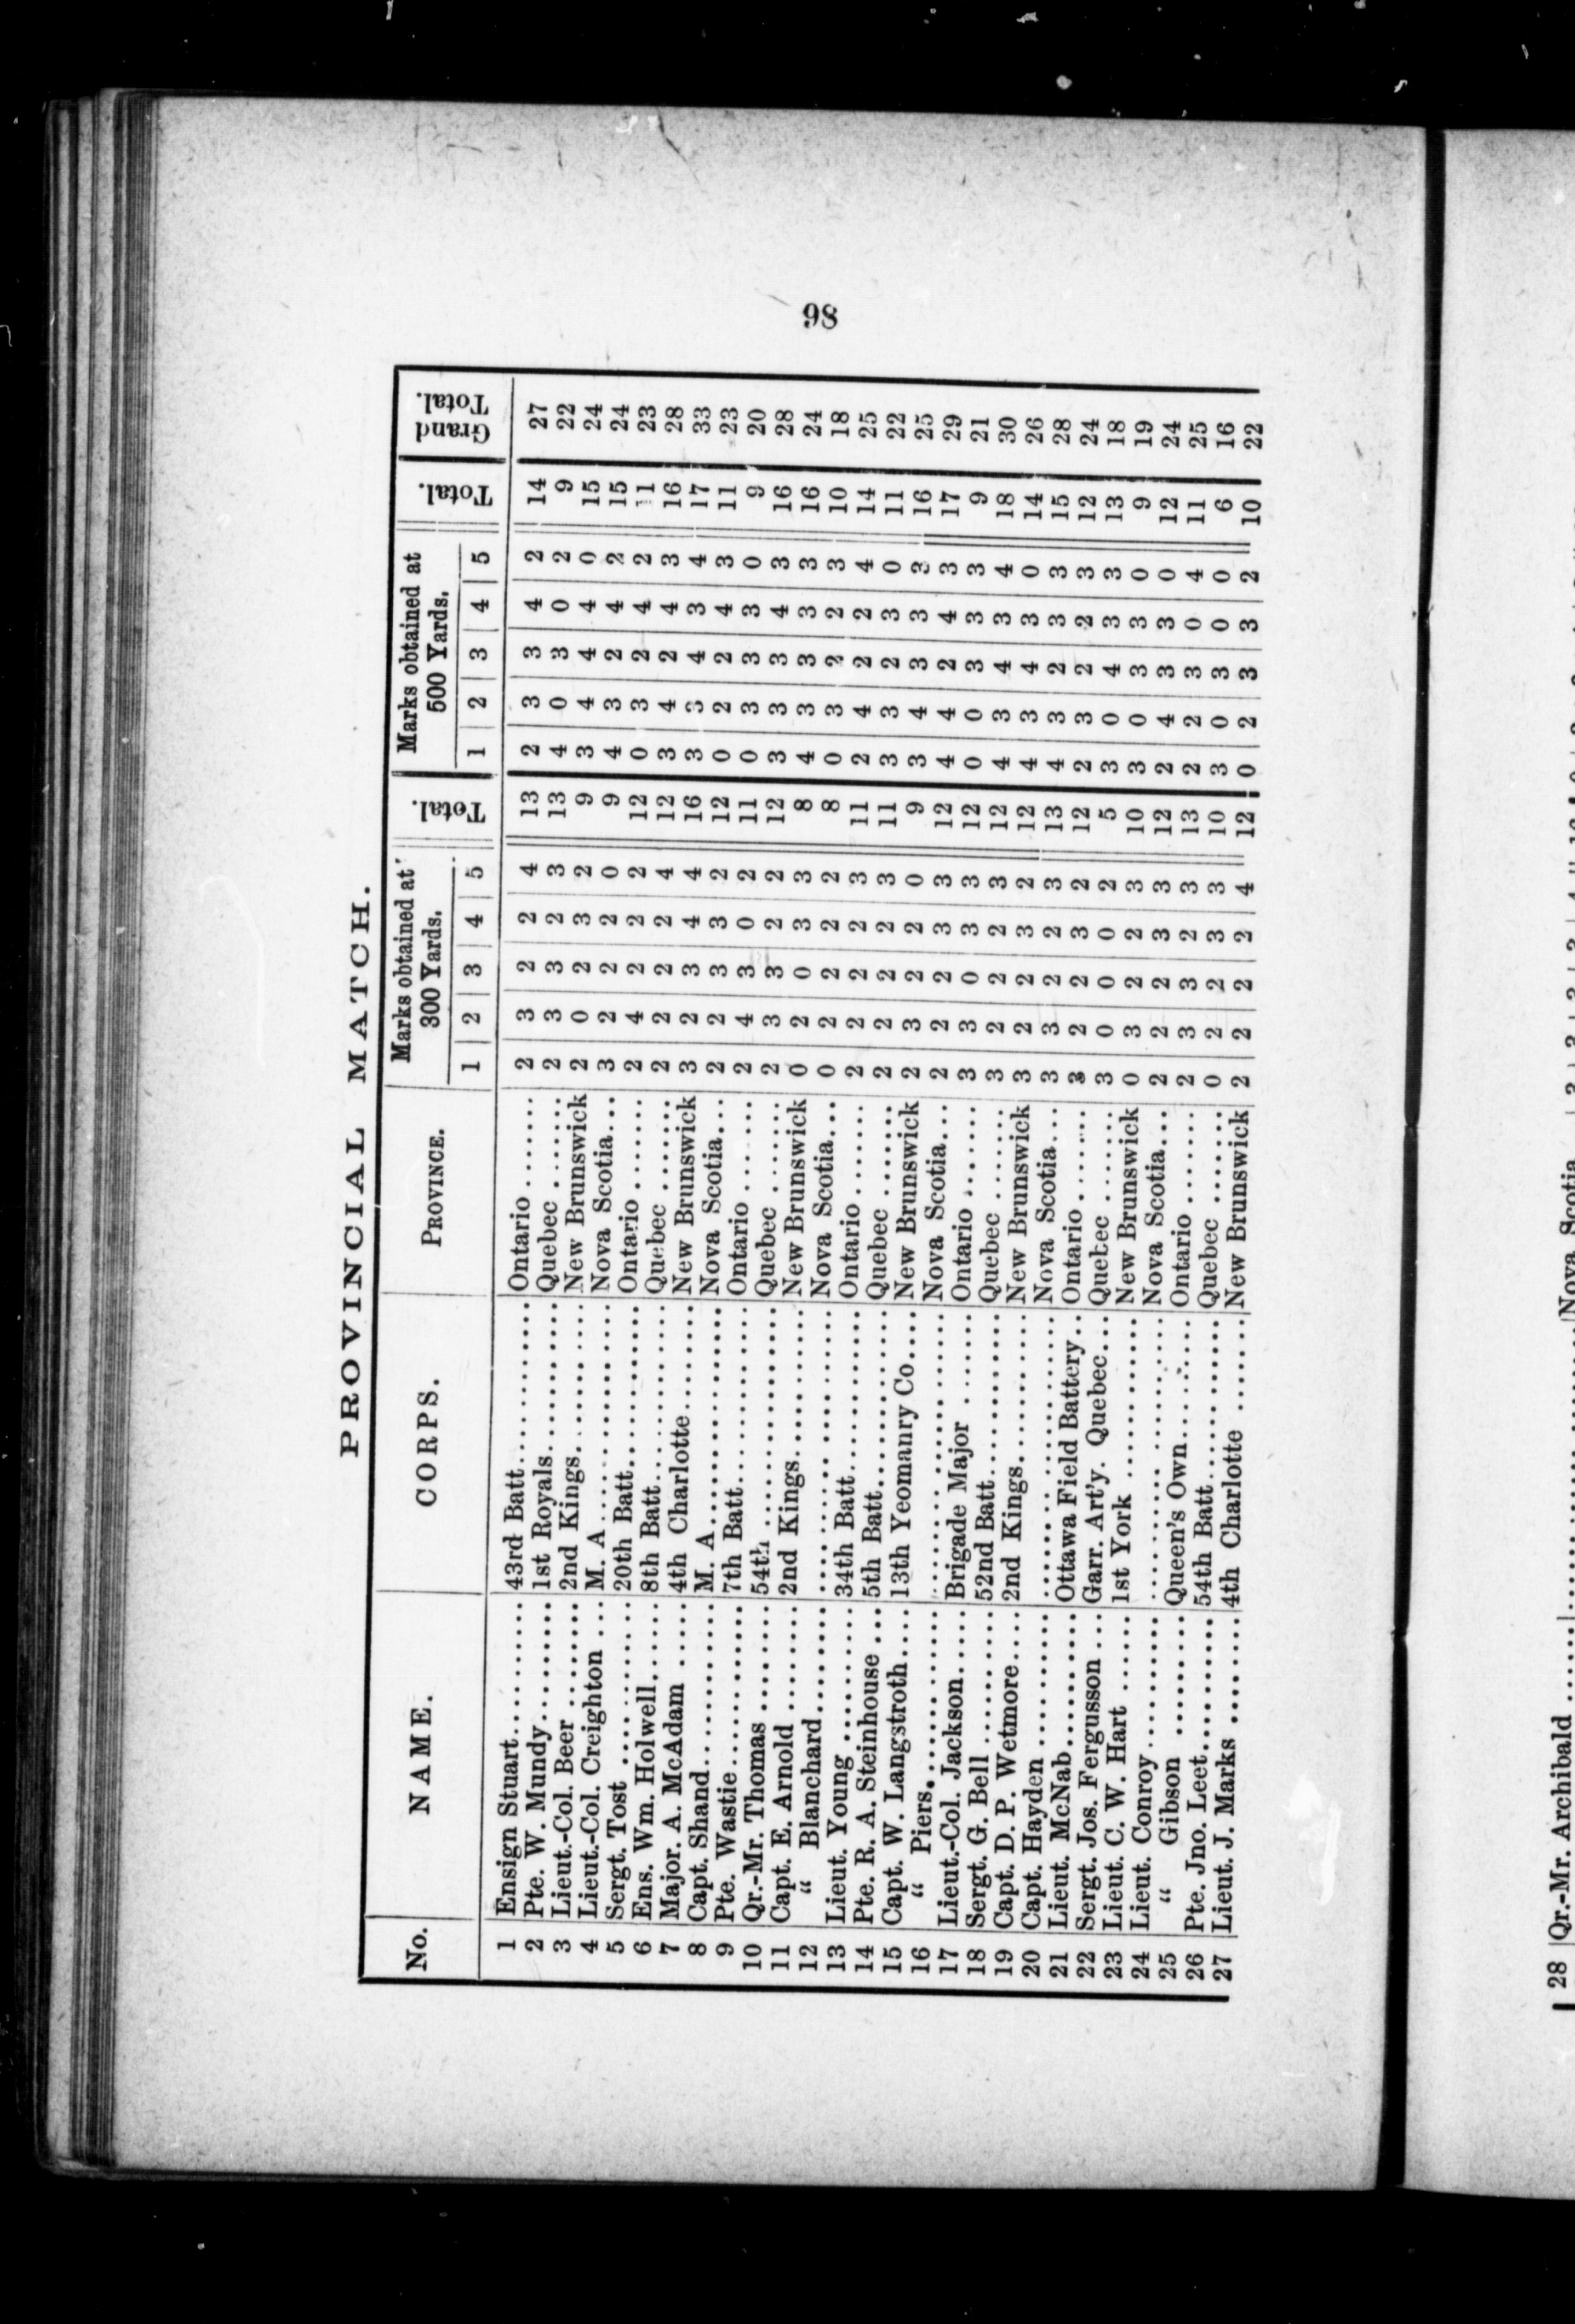 86
PROVINCIAL MATCH.
No. NAME. CORPS. PROVINCE. Marks obtained at 300 Yards. Total. Marks obtained at 500 Yards. Total. Grand Total.
1 2 3 4 5 1 2 3 4 5
1 Ensign Stuart.......... 43rd Batt............ Ontario ....... 2 3 2 2 4 13 2 3 3 4 2 14 27
2 Pte. W. Mundy......... 1st Royals........... Quebec ....... 2 3 3 2 3 13 4 0 3 0 2 9 22
3 Lieut.-Col. Beer ........ 2nd Kings........... New Brunswick 2 0 2 3 2 9 3 4 4 4 0 15 24
4 Lieut.-Col. Creighton ... M. A............... Nova Scotia... 3 2 2 2 0 9 4 3 2 4 2 15 24
5 Sergt. Tost ............ 20th Batt............ Ontario ....... 2 4 2 2 2 12 0 3 2 4 2 11 23
6 Ens. Wm. Holwell...... 8th Batt............. Quebec ....... 2 2 2 2 4 12 3 4 2 4 3 16 28
7 Major. A. McAdam ..... 4th Charlotte........ New Brunswick 3 2 3 4 4 16 3 3 4 3 4 17 33
8 Capt. Shand............ M. A............... Nova Scotia... 2 2 3 3 2 12 0 2 2 4 3 11 23
9 Pte. Wastie............ 7th Batt............. Ontario ....... 2 4 3 0 2 11 0 3 3 3 0 9 20
10 Qr.-Mr. Thomas ........ 54th ............... Quebec ....... 2 3 3 2 2 12 3 3 3 4 3 16 28
11 Capt. E. Arnold ........ 2nd Kings........... New Brunswick 0 2 0 3 3 8 4 3 3 3 3 16 24
12 “ Blanchard......... .................... Nova Scotia... 0 2 2 2 2 8 0 3 2 2 3 10 18
13 Lieut. Young .......... 34th Batt............ Ontario ....... 2 2 2 2 3 11 2 4 2 2 4 14 25
14 Pte. R. A. Steinhouse ... 5th Batt............. Quebec ....... 2 2 2 2 3 11 3 3 2 3 0 11 22
15 Capt. W. Langstroth.... 13th Yeomanry Co.... New Brunswick 2 3 2 2 0 9 3 4 3 3 3 16 25
16 “ Piers............. .................... Nova Scotia... 2 2 2 3 3 12 4 4 2 4 3 17 29
17 Lieut.-Col. Jackson..... Brigade Major ....... Ontario ....... 3 3 0 3 3 12 0 0 3 3 3 9 21
18 Sergt. G. Bell .......... 52nd Batt............ Quebec ....... 3 2 2 2 3 12 4 3 4 3 4 18 30
19 Capt. D. P. Wetmore.... 2nd Kings........... New Brunswick 3 2 2 3 2 12 4 3 4 3 0 14 26
20 Capt. Hayden .......... .................... Nova Scotia... 3 3 2 2 3 13 4 3 2 3 3 15 28
21 Lieut. McNab.......... Ottawa Field Battery.. Ontario ....... 3 2 2 3 2 12 2 3 2 2 3 12 24
22 Sergt. Jos. Fergusson ... Garr. Art'y. Quebec... Quebec ....... 3 0 0 0 2 5 3 0 4 3 3 13 18
23 Lieut. C. W. Hart ...... 1st York ............ New Brunswick 0 3 2 2 3 10 3 0 3 3 0 9 19
24 Lieut. Conroy.......... .................... Nova Scotia... 2 2 2 3 3 12 2 4 3 3 0 12 24
25 “ Gibson ......... Queen's Own......... Ontario ....... 2 3 3 2 3 13 2 2 3 0 4 11 25
26 Pte. Jno. Leet.......... 54th Batt............ Quebec ....... 0 2 2 3 3 10 3 0 3 0 0 6 16
27 Lieut. J. Marks ........ 4th Charlotte ....... New Brunswick 2 2 2 2 4 12 0 2 3 3 2 10 22
28 Qr.-Mr. Archibald ......